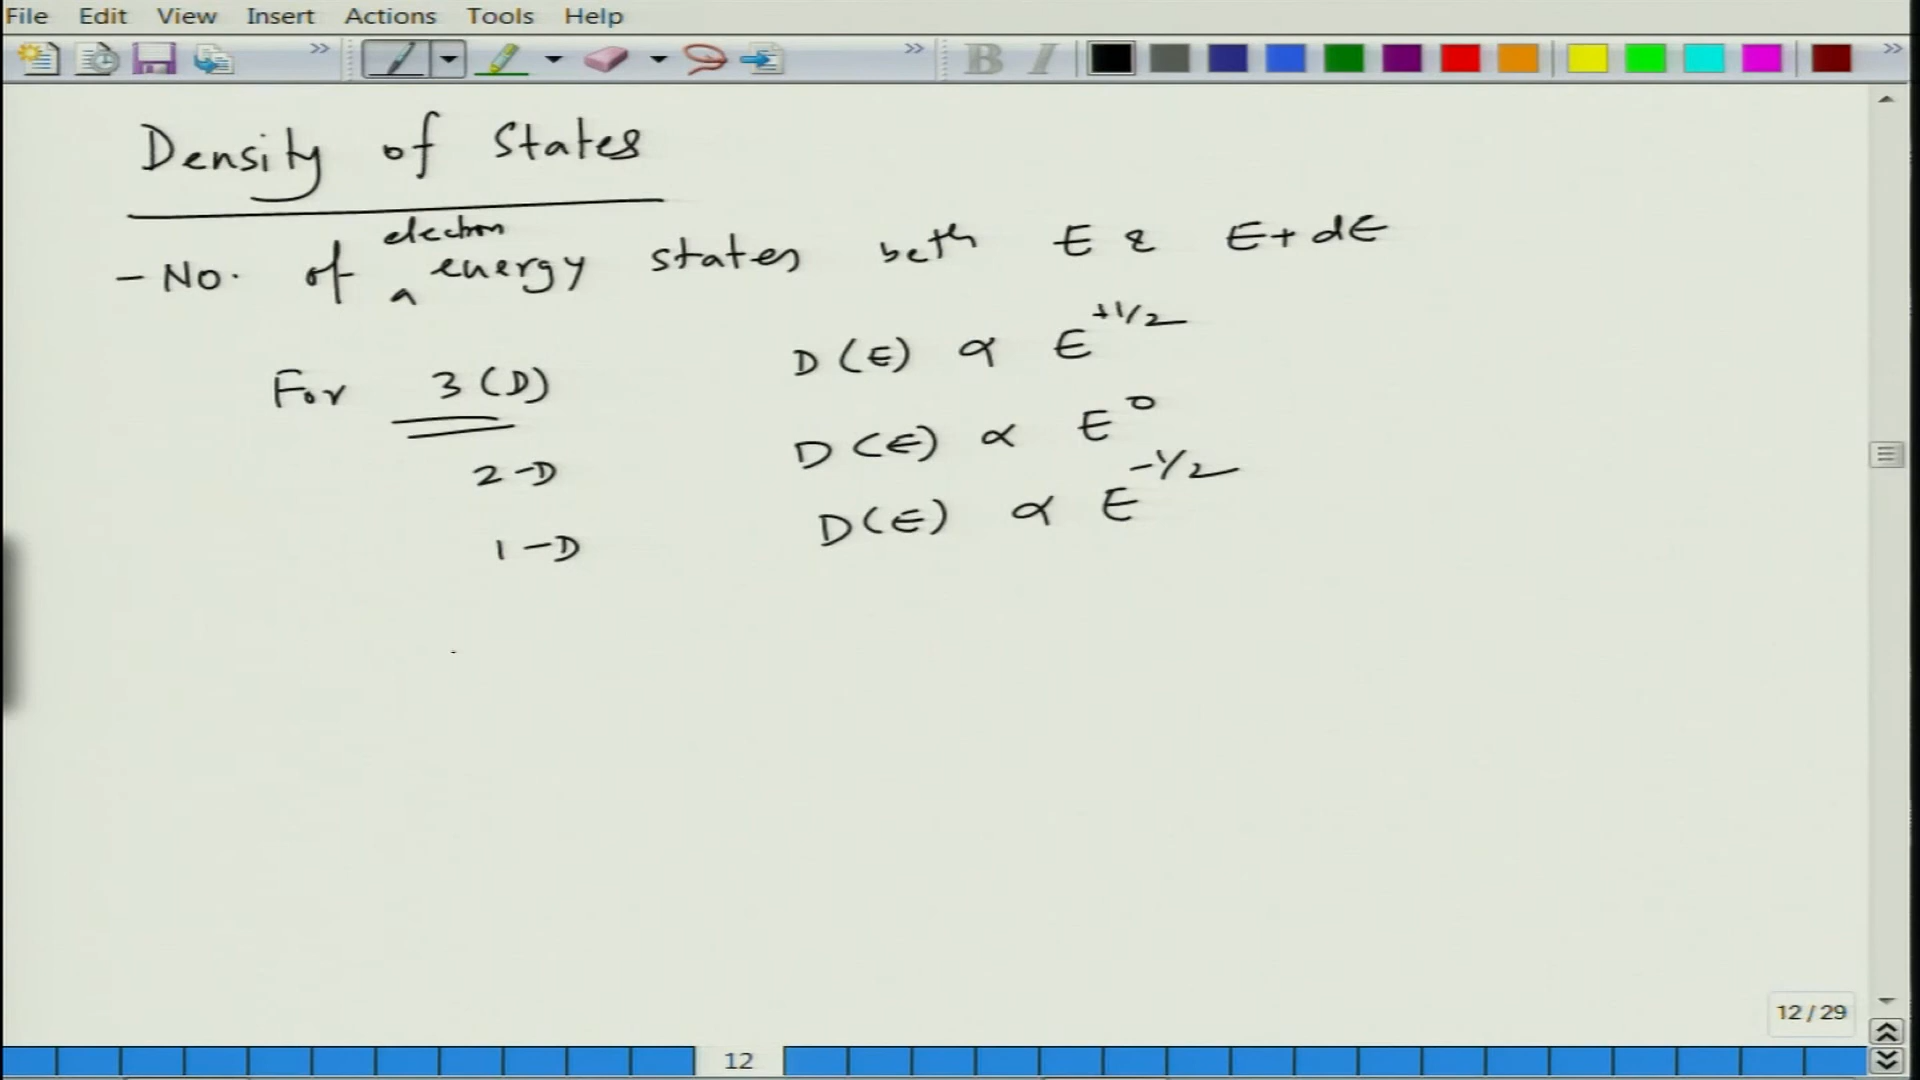 File Edit View Insert Actions Tools Help
B I
Density of States
- No. of electron energy states betn E & E+dE
For 3(D) D(E) ∝ E^+1/2
2-D D(E) ∝ E^0
1-D D(E) ∝ E^-1/2
12/29
12